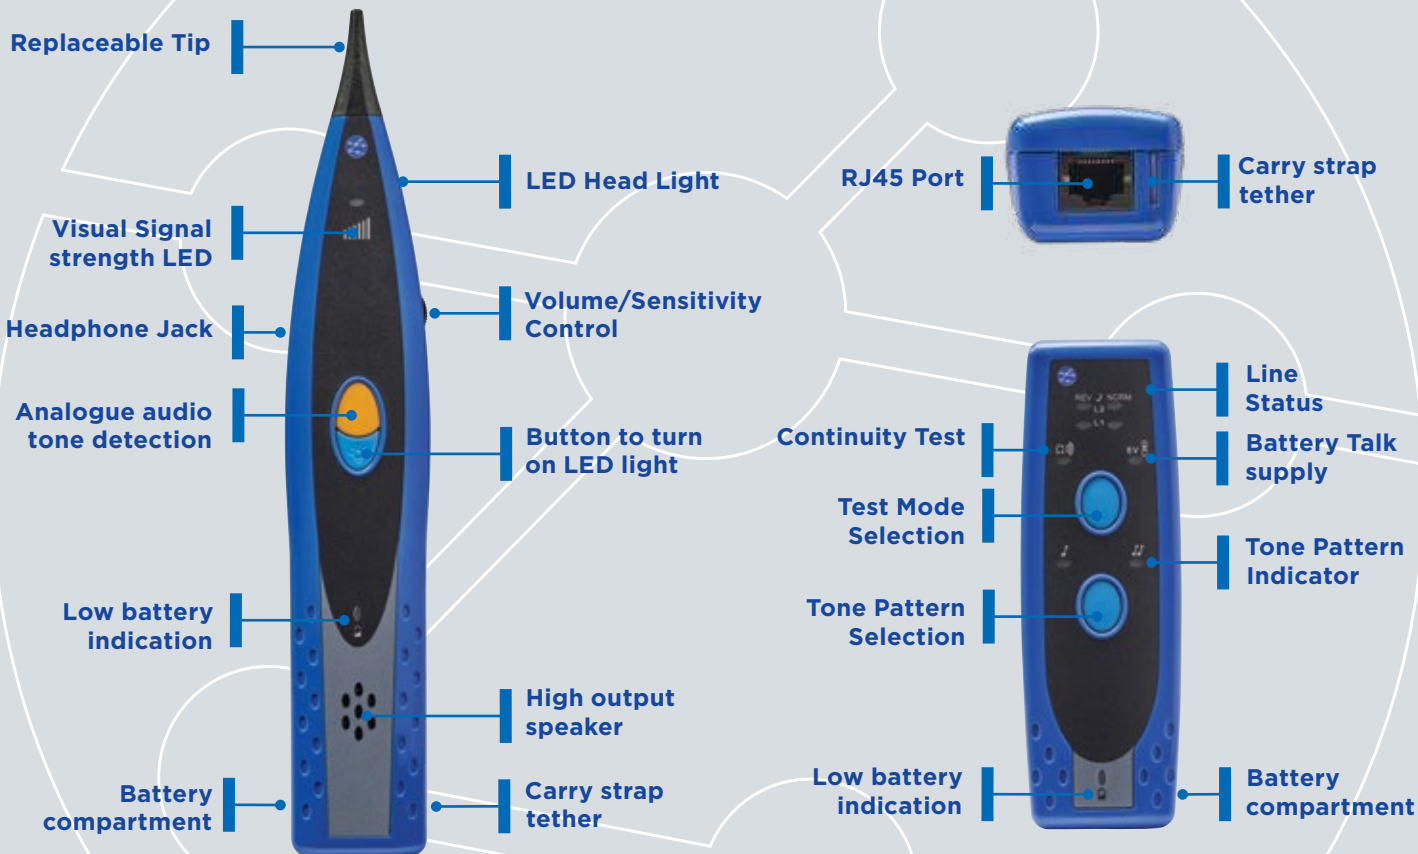 Replaceable Tip
LED Head Light
Visual Signal
strength LED
Volume/Sensitivity
Control
Headphone Jack
Analogue audio
tone detection
Button to turn
on LED light
Low battery
indication
High output
speaker
Battery
compartment
Carry strap
tether
RJ45 Port
Carry strap
tether
Line
Status
REV NORM
L2
L1
Continuity Test
6V
Battery Talk
supply
Test Mode
Selection
Tone Pattern
Indicator
Tone Pattern
Selection
Low battery
indication
Battery
compartment